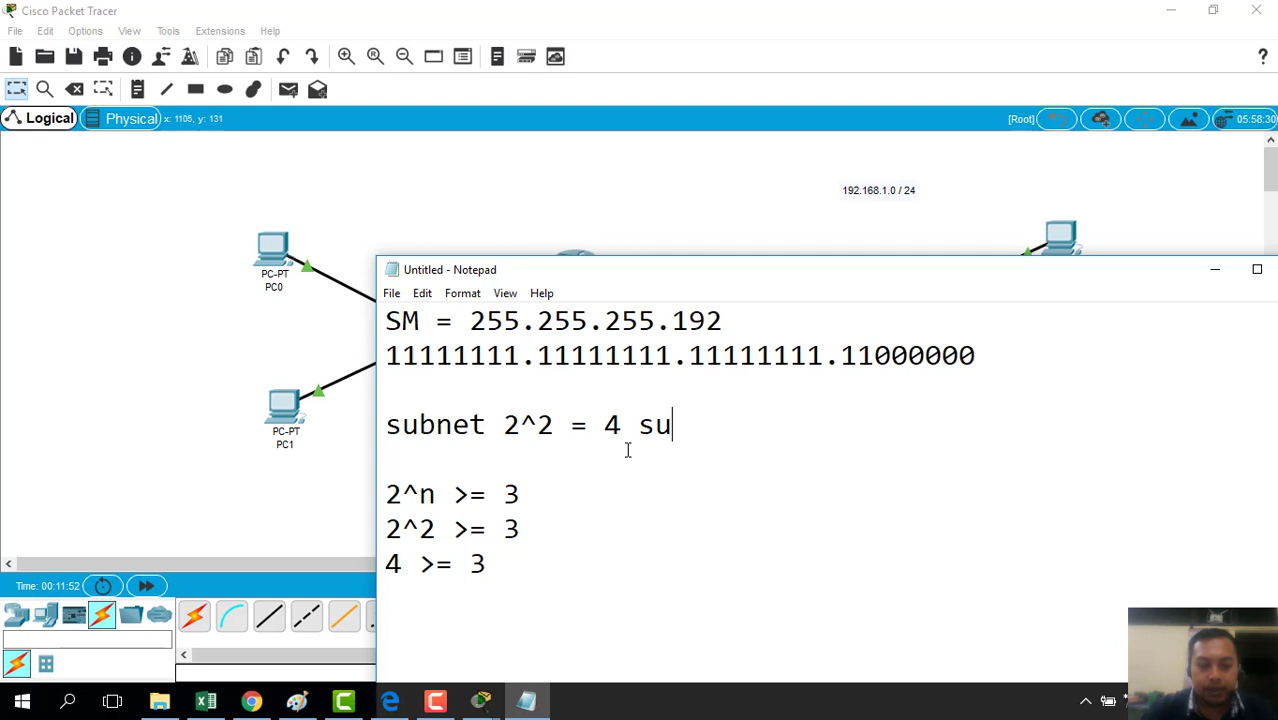 Cisco Packet Tracer
File Edit Options View Tools Extensions Help
Logical Physical x: 1105, y: 131 [Root] 05:58:30
192.168.1.0 / 24
PC-PT
PC0
PC-PT
PC1
Untitled - Notepad
File Edit Format View Help
SM = 255.255.255.192
11111111.11111111.11111111.11000000
subnet 2^2 = 4 su
2^n >= 3
2^2 >= 3
4 >= 3
Time: 00:11:52